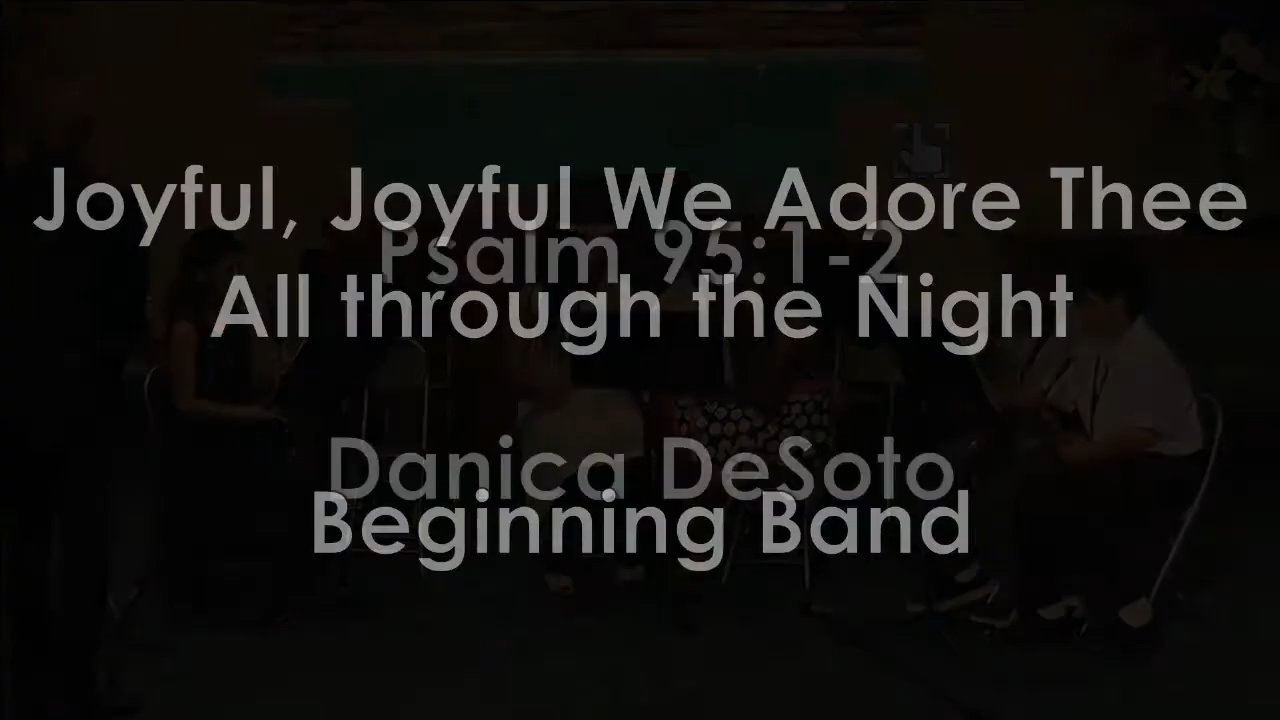 Joyful, Joyful We Adore Thee
Psalm 95:1-2
All through the Night
Danica DeSoto
Beginning Band